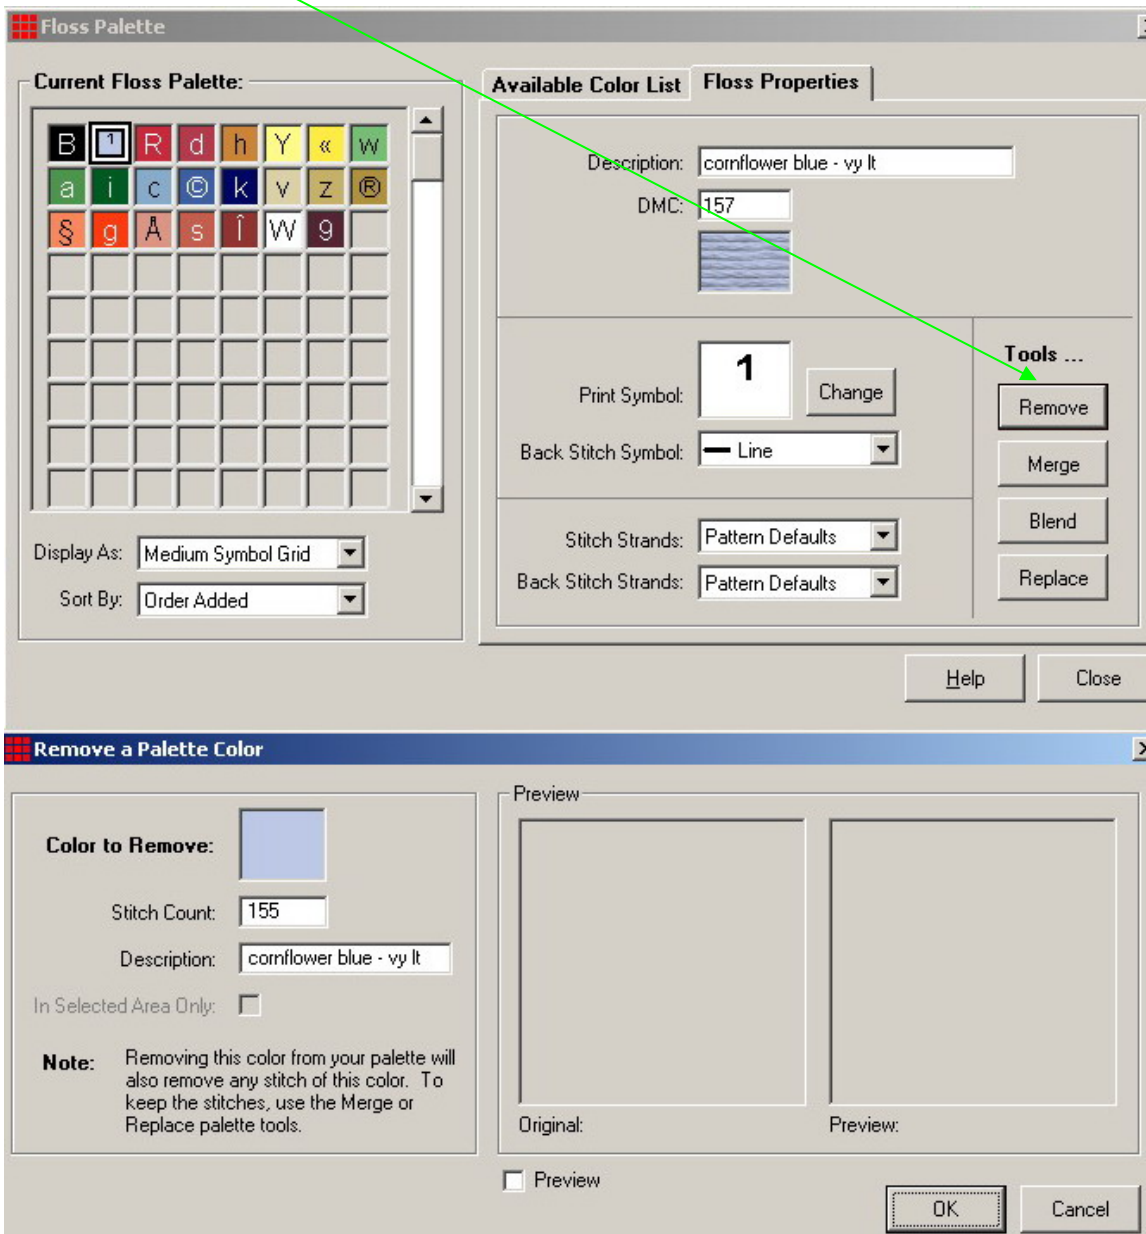 Floss Palette
Current Floss Palette:
B 1 R d h Y « w
a i c © k v z ®
§ g Å s Î W 9
Display As: Medium Symbol Grid
Sort By: Order Added
Available Color List Floss Properties
Description: cornflower blue - vy lt
DMC: 157
Print Symbol: 1 Change
Back Stitch Symbol: Line
Stitch Strands: Pattern Defaults
Back Stitch Strands: Pattern Defaults
Tools ...
Remove
Merge
Blend
Replace
Help Close
Remove a Palette Color
Color to Remove:
Stitch Count: 155
Description: cornflower blue - vy lt
In Selected Area Only:
Note: Removing this color from your palette will
also remove any stitch of this color. To
keep the stitches, use the Merge or
Replace palette tools.
Preview
Original: Preview:
Preview
OK Cancel